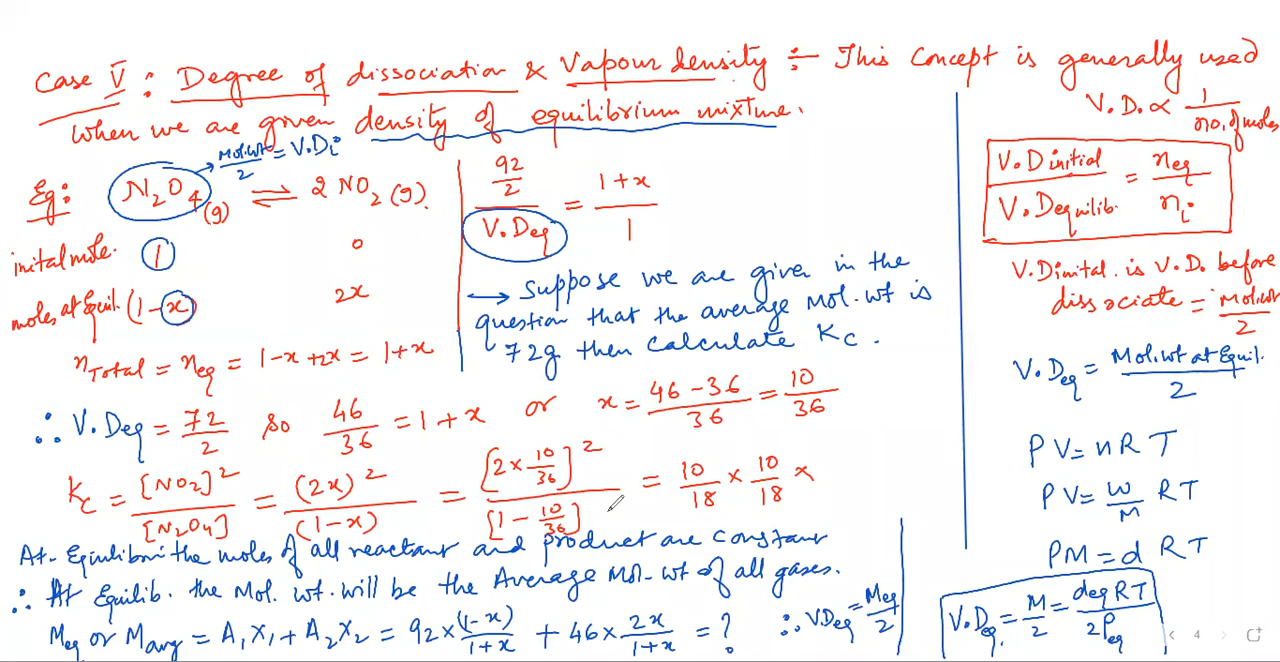 Case V̄ : Degree of dissociation & Vapour density :- This concept is generally used
when we are given density of equilibrium mixture.
Mol.wt/2 = V.Di
Eg: N2O4(g) ⇌ 2 NO2(g).
inital mole. 1 0
moles at Equil. (1-x) 2x
nTotal = neq = 1-x+2x = 1+x
(92/2)/V.Deq = (1+x)/1
→ Suppose we are given in the
question that the average Mol.wt is
72g then calculate KC.
V.D. ∝ 1/no. of moles
V.D initial/V.D equilib. = neq/ni
V.Dinital. is V.D. before
dissociate = Mol.wt/2
V.Deq = Mol.wt at Equil./2
PV = nRT
PV = w/M RT
PM = d RT
V.Deq. = M/2 = deq RT/2Peq
∴ V.Deq = 72/2 so 46/36 = 1+x or x = (46-36)/36 = 10/36
KC = [NO2]²/[N2O4] = (2x)²/(1-x) = [2×10/36]²/[1-10/36] = 10/18 × 10/18 ×
At-Equilibm the moles of all reactant and product are constant
∴ At Equilib. the Mol. wt. will be the Average Mol-wt of all gases.
Meq or Mavg = A1X1 + A2X2 = 92×(1-x)/(1+x) + 46×2x/(1+x) = ?
∴ VDeq = Meq/2
4